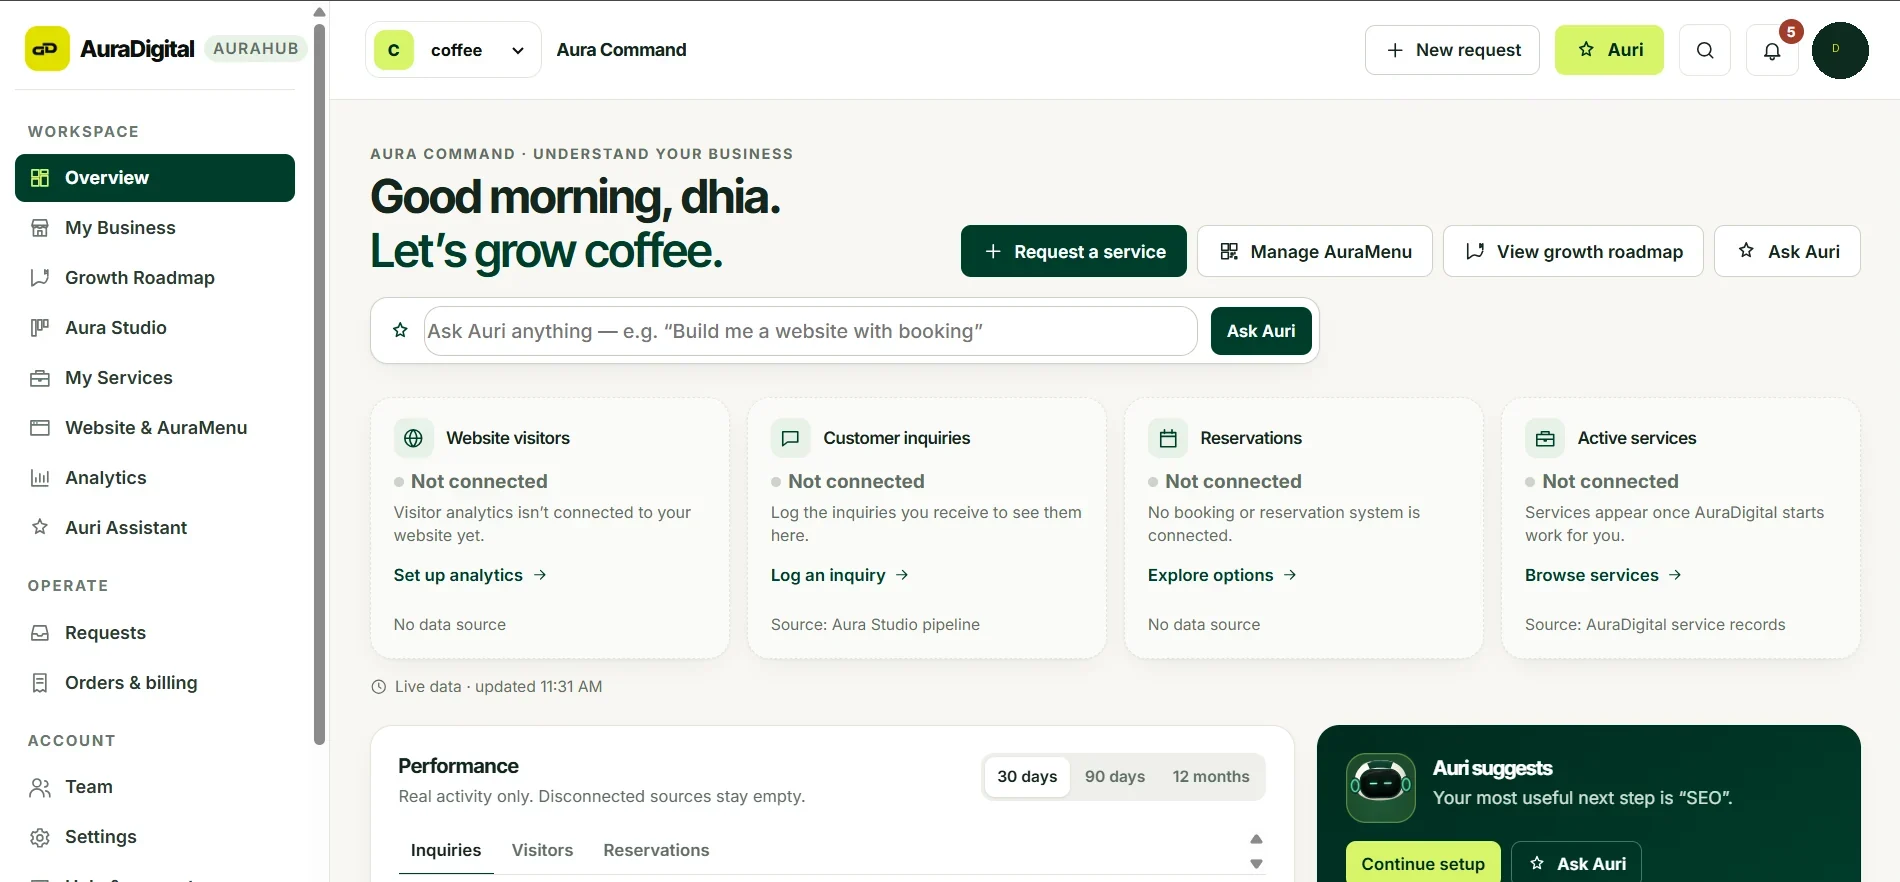 AuraDigital AURAHUB
WORKSPACE
Overview
My Business
Growth Roadmap
Aura Studio
My Services
Website & AuraMenu
Analytics
Auri Assistant
OPERATE
Requests
Orders & billing
ACCOUNT
Team
Settings
C coffee
Aura Command
New request
Auri
5
D
AURA COMMAND · UNDERSTAND YOUR BUSINESS
Good morning, dhia.
Let’s grow coffee.
Request a service
Manage AuraMenu
View growth roadmap
Ask Auri
Ask Auri anything — e.g. “Build me a website with booking”
Ask Auri
Website visitors
Not connected
Visitor analytics isn’t connected to your
website yet.
Set up analytics →
No data source
Customer inquiries
Not connected
Log the inquiries you receive to see them
here.
Log an inquiry →
Source: Aura Studio pipeline
Reservations
Not connected
No booking or reservation system is
connected.
Explore options →
No data source
Active services
Not connected
Services appear once AuraDigital starts
work for you.
Browse services →
Source: AuraDigital service records
Live data · updated 11:31 AM
Performance
Real activity only. Disconnected sources stay empty.
30 days
90 days
12 months
Inquiries
Visitors
Reservations
Auri suggests
Your most useful next step is “SEO”.
Continue setup
Ask Auri